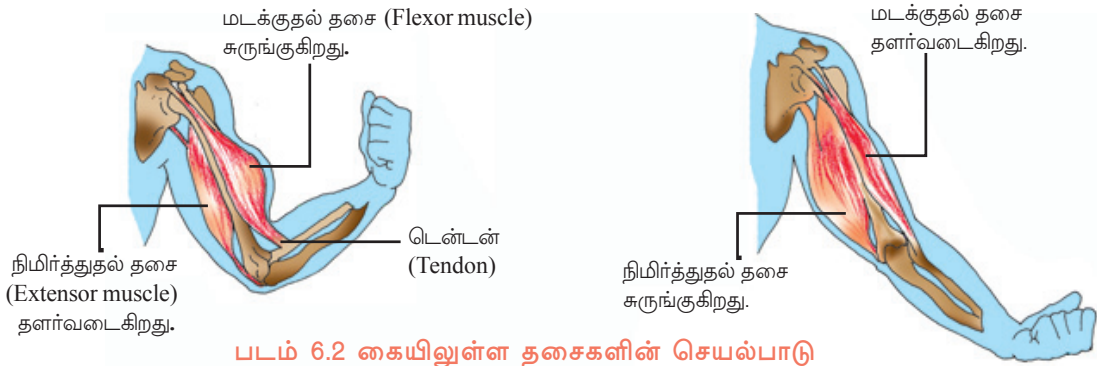 மடக்குதல் தசை (Flexor muscle)
சுருங்குகிறது.
நிமிர்த்துதல் தசை
(Extensor muscle)
தளர்வடைகிறது.
டென்டன்
(Tendon)
மடக்குதல் தசை
தளர்வடைகிறது.
நிமிர்த்துதல் தசை
சுருங்குகிறது.
படம் 6.2 கையிலுள்ள தசைகளின் செயல்பாடு